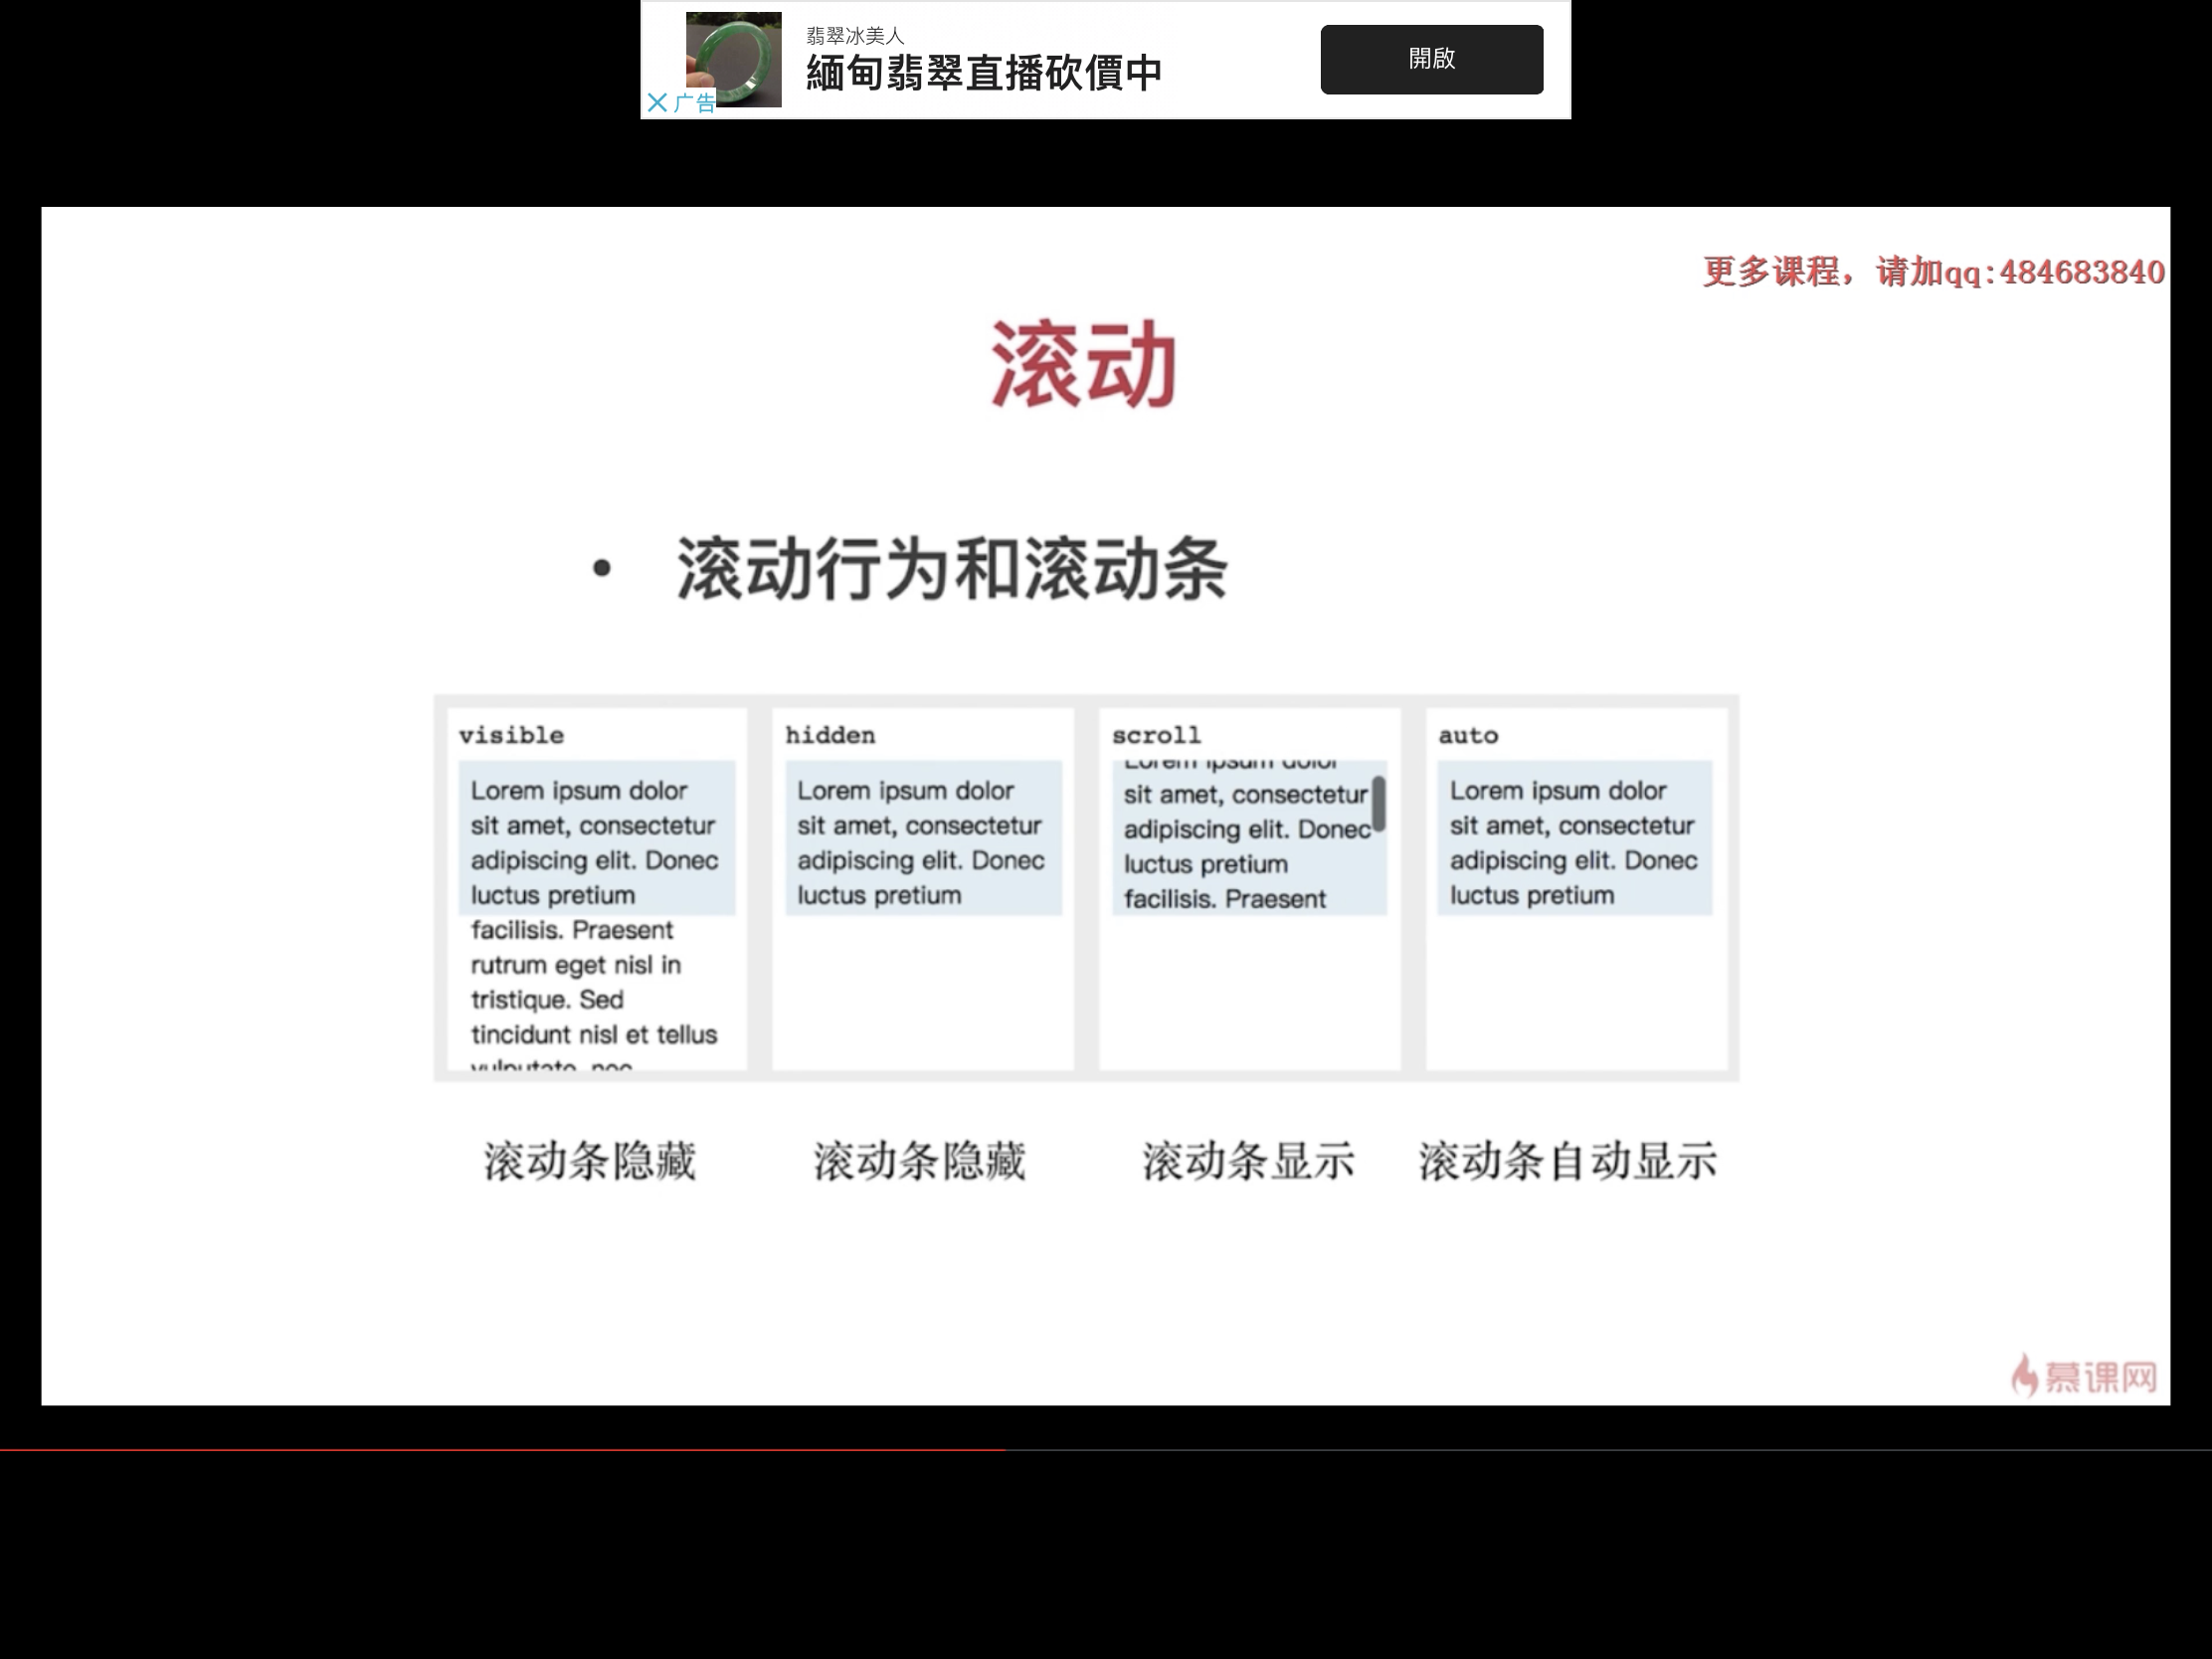 翡翠冰美人
緬甸翡翠直播砍價中
開啟
广告
更多课程，请加qq:484683840
滚动
• 滚动行为和滚动条
visible
Lorem ipsum dolor
sit amet, consectetur
adipiscing elit. Donec
luctus pretium
facilisis. Praesent
rutrum eget nisl in
tristique. Sed
tincidunt nisl et tellus
vulputate, nec
滚动条隐藏
hidden
Lorem ipsum dolor
sit amet, consectetur
adipiscing elit. Donec
luctus pretium
滚动条隐藏
scroll
Lorem ipsum dolor
sit amet, consectetur
adipiscing elit. Donec
luctus pretium
facilisis. Praesent
滚动条显示
auto
Lorem ipsum dolor
sit amet, consectetur
adipiscing elit. Donec
luctus pretium
滚动条自动显示
慕课网